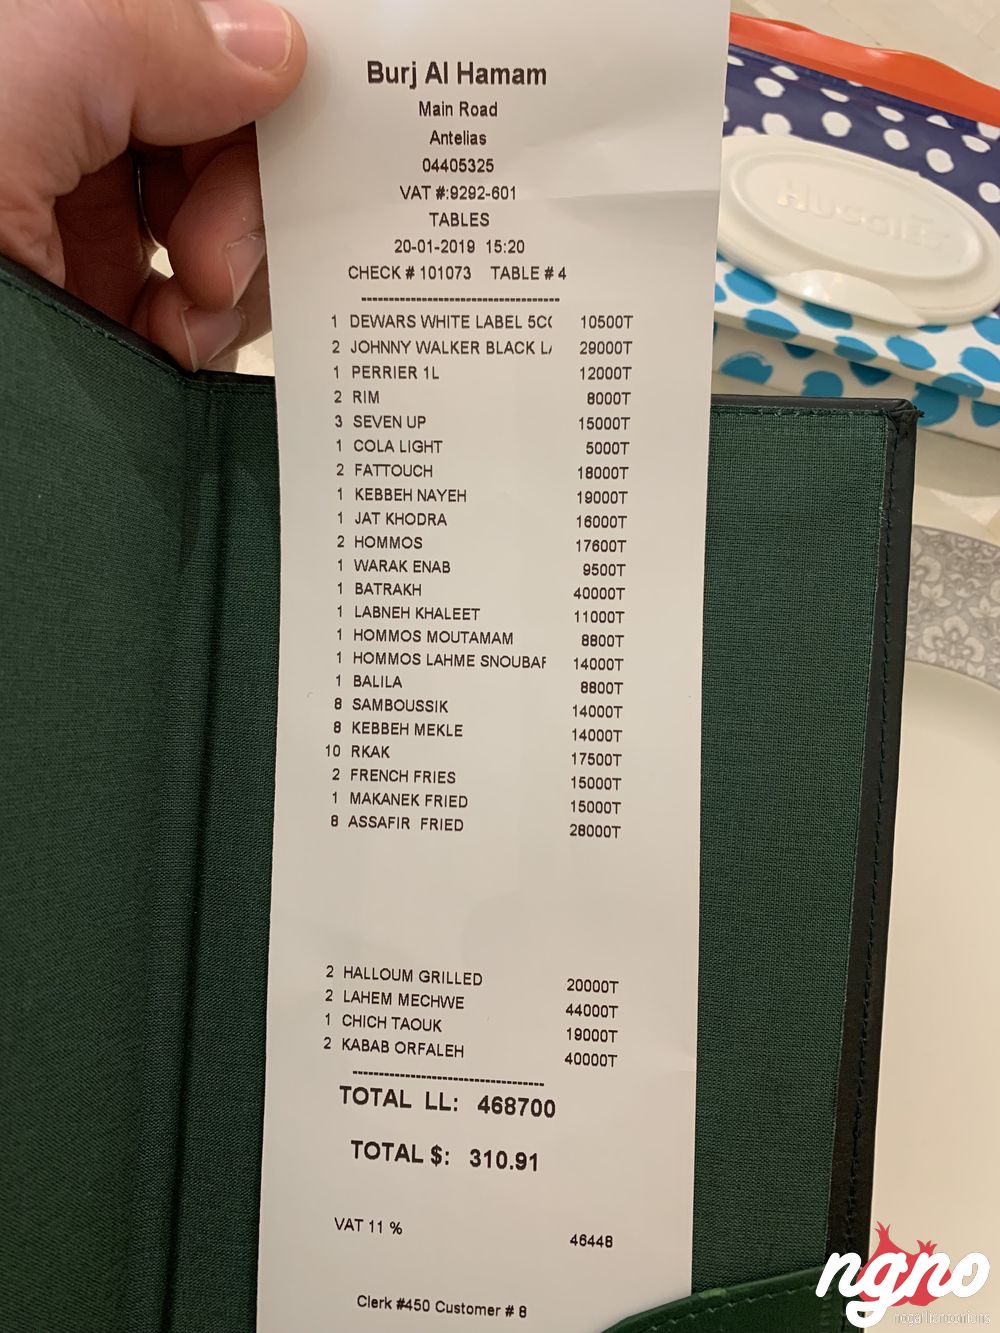 Burj Al Hamam
Main Road
Antelias
04405325
VAT #:9292-601
TABLES
20-01-2019 15:20
CHECK # 101073 TABLE # 4
1 DEWARS WHITE LABEL 5C 10500T
2 JOHNNY WALKER BLACK 29000T
1 PERRIER 1L 12000T
2 RIM 8000T
3 SEVEN UP 15000T
1 COLA LIGHT 5000T
2 FATTOUCH 18000T
1 KEBBEH NAYEH 19000T
1 JAT KHODRA 16000T
2 HOMMOS 17600T
1 WARAK ENAB 9500T
1 BATRAKH 40000T
1 LABNEH KHALEET 11000T
1 HOMMOS MOUTAMAM 8800T
1 HOMMOS LAHME SNOUBAR 14000T
1 BALILA 8800T
8 SAMBOUSSIK 14000T
8 KEBBEH MEKLE 14000T
10 RKAK 17500T
2 FRENCH FRIES 15000T
1 MAKANEK FRIED 15000T
8 ASSAFIR FRIED 28000T
2 HALLOUM GRILLED 20000T
2 LAHEM MECHWE 44000T
1 CHICH TAOUK 19000T
2 KABAB ORFALEH 40000T
TOTAL LL: 468700
TOTAL $: 310.91
VAT 11 % 46448
Clerk #450 Customer # 8
HUGGIES
ngno